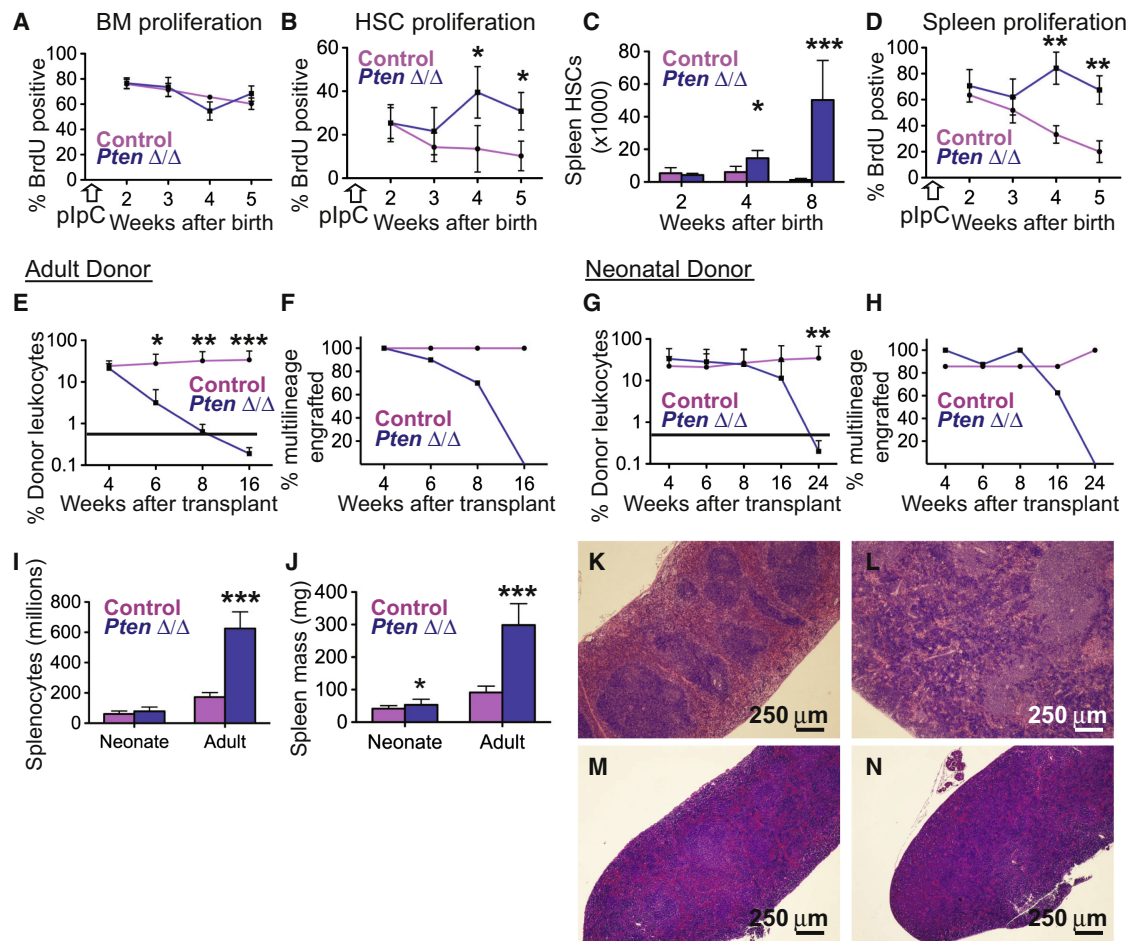 A BM proliferation
% BrdU positive
100
80
60
40
20
0
Control
Pten Δ/Δ
2 3 4 5
pIpC Weeks after birth
B HSC proliferation
% BrdU positive
60
40
20
0
Control
Pten Δ/Δ
*
*
2 3 4 5
pIpC Weeks after birth
C
Spleen HSCs
(x1000)
80
60
40
20
0
Control
Pten Δ/Δ
*
***
2 4 8
Weeks after birth
D Spleen proliferation
% BrdU positive
100
80
60
40
20
0
**
**
Control
Pten Δ/Δ
2 3 4 5
pIpC Weeks after birth
Adult Donor
E
% Donor leukocytes
100
10
1
0.1
* ** ***
Control
Pten Δ/Δ
4 6 8 16
Weeks after transplant
F
% multilineage
engrafted
100
80
60
40
20
Control
Pten Δ/Δ
4 6 8 16
Weeks after transplant
Neonatal Donor
G
% Donor leukocytes
100
10
1
0.1
**
Control
Pten Δ/Δ
4 6 8 16 24
Weeks after transplant
H
% multilineage
engrafted
100
80
60
40
20
Control
Pten Δ/Δ
4 6 8 16 24
Weeks after transplant
I
Splenocytes (millions)
800
600
400
200
0
Control
Pten Δ/Δ
***
Neonate Adult
J
Spleen mass (mg)
400
300
200
100
0
Control
Pten Δ/Δ
*
***
Neonate Adult
K
250 μm
L
250 μm
M
250 μm
N
250 μm